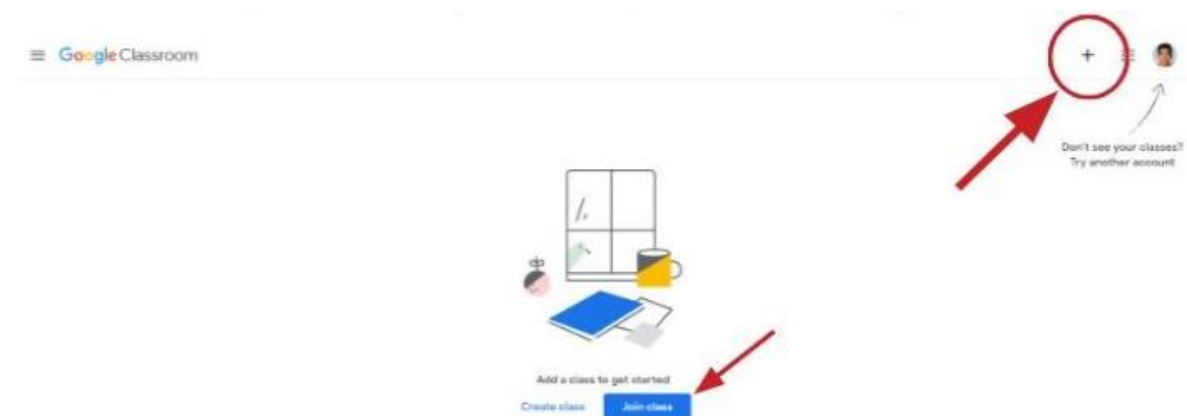 Google Classroom
+
Don't see your classes?
Try another account
Add a class to get started
Create class
Join class